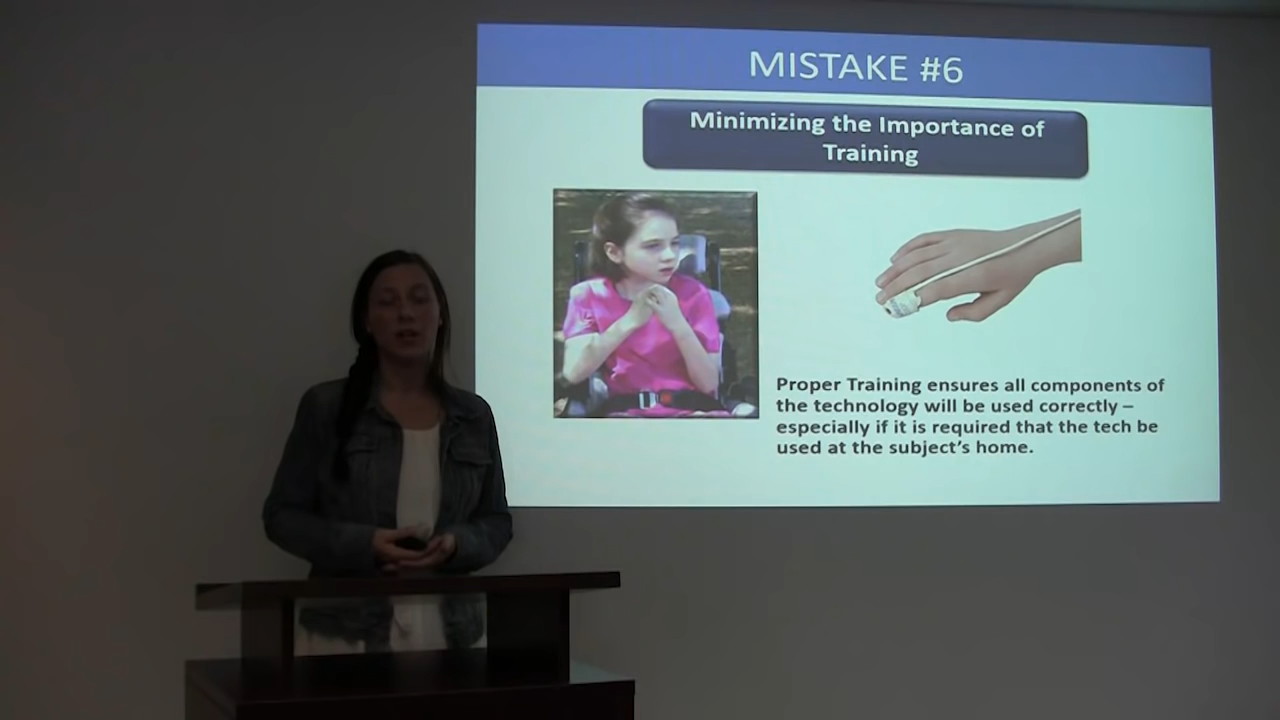 MISTAKE #6
Minimizing the Importance of
Training
Proper Training ensures all components of
the technology will be used correctly –
especially if it is required that the tech be
used at the subject's home.